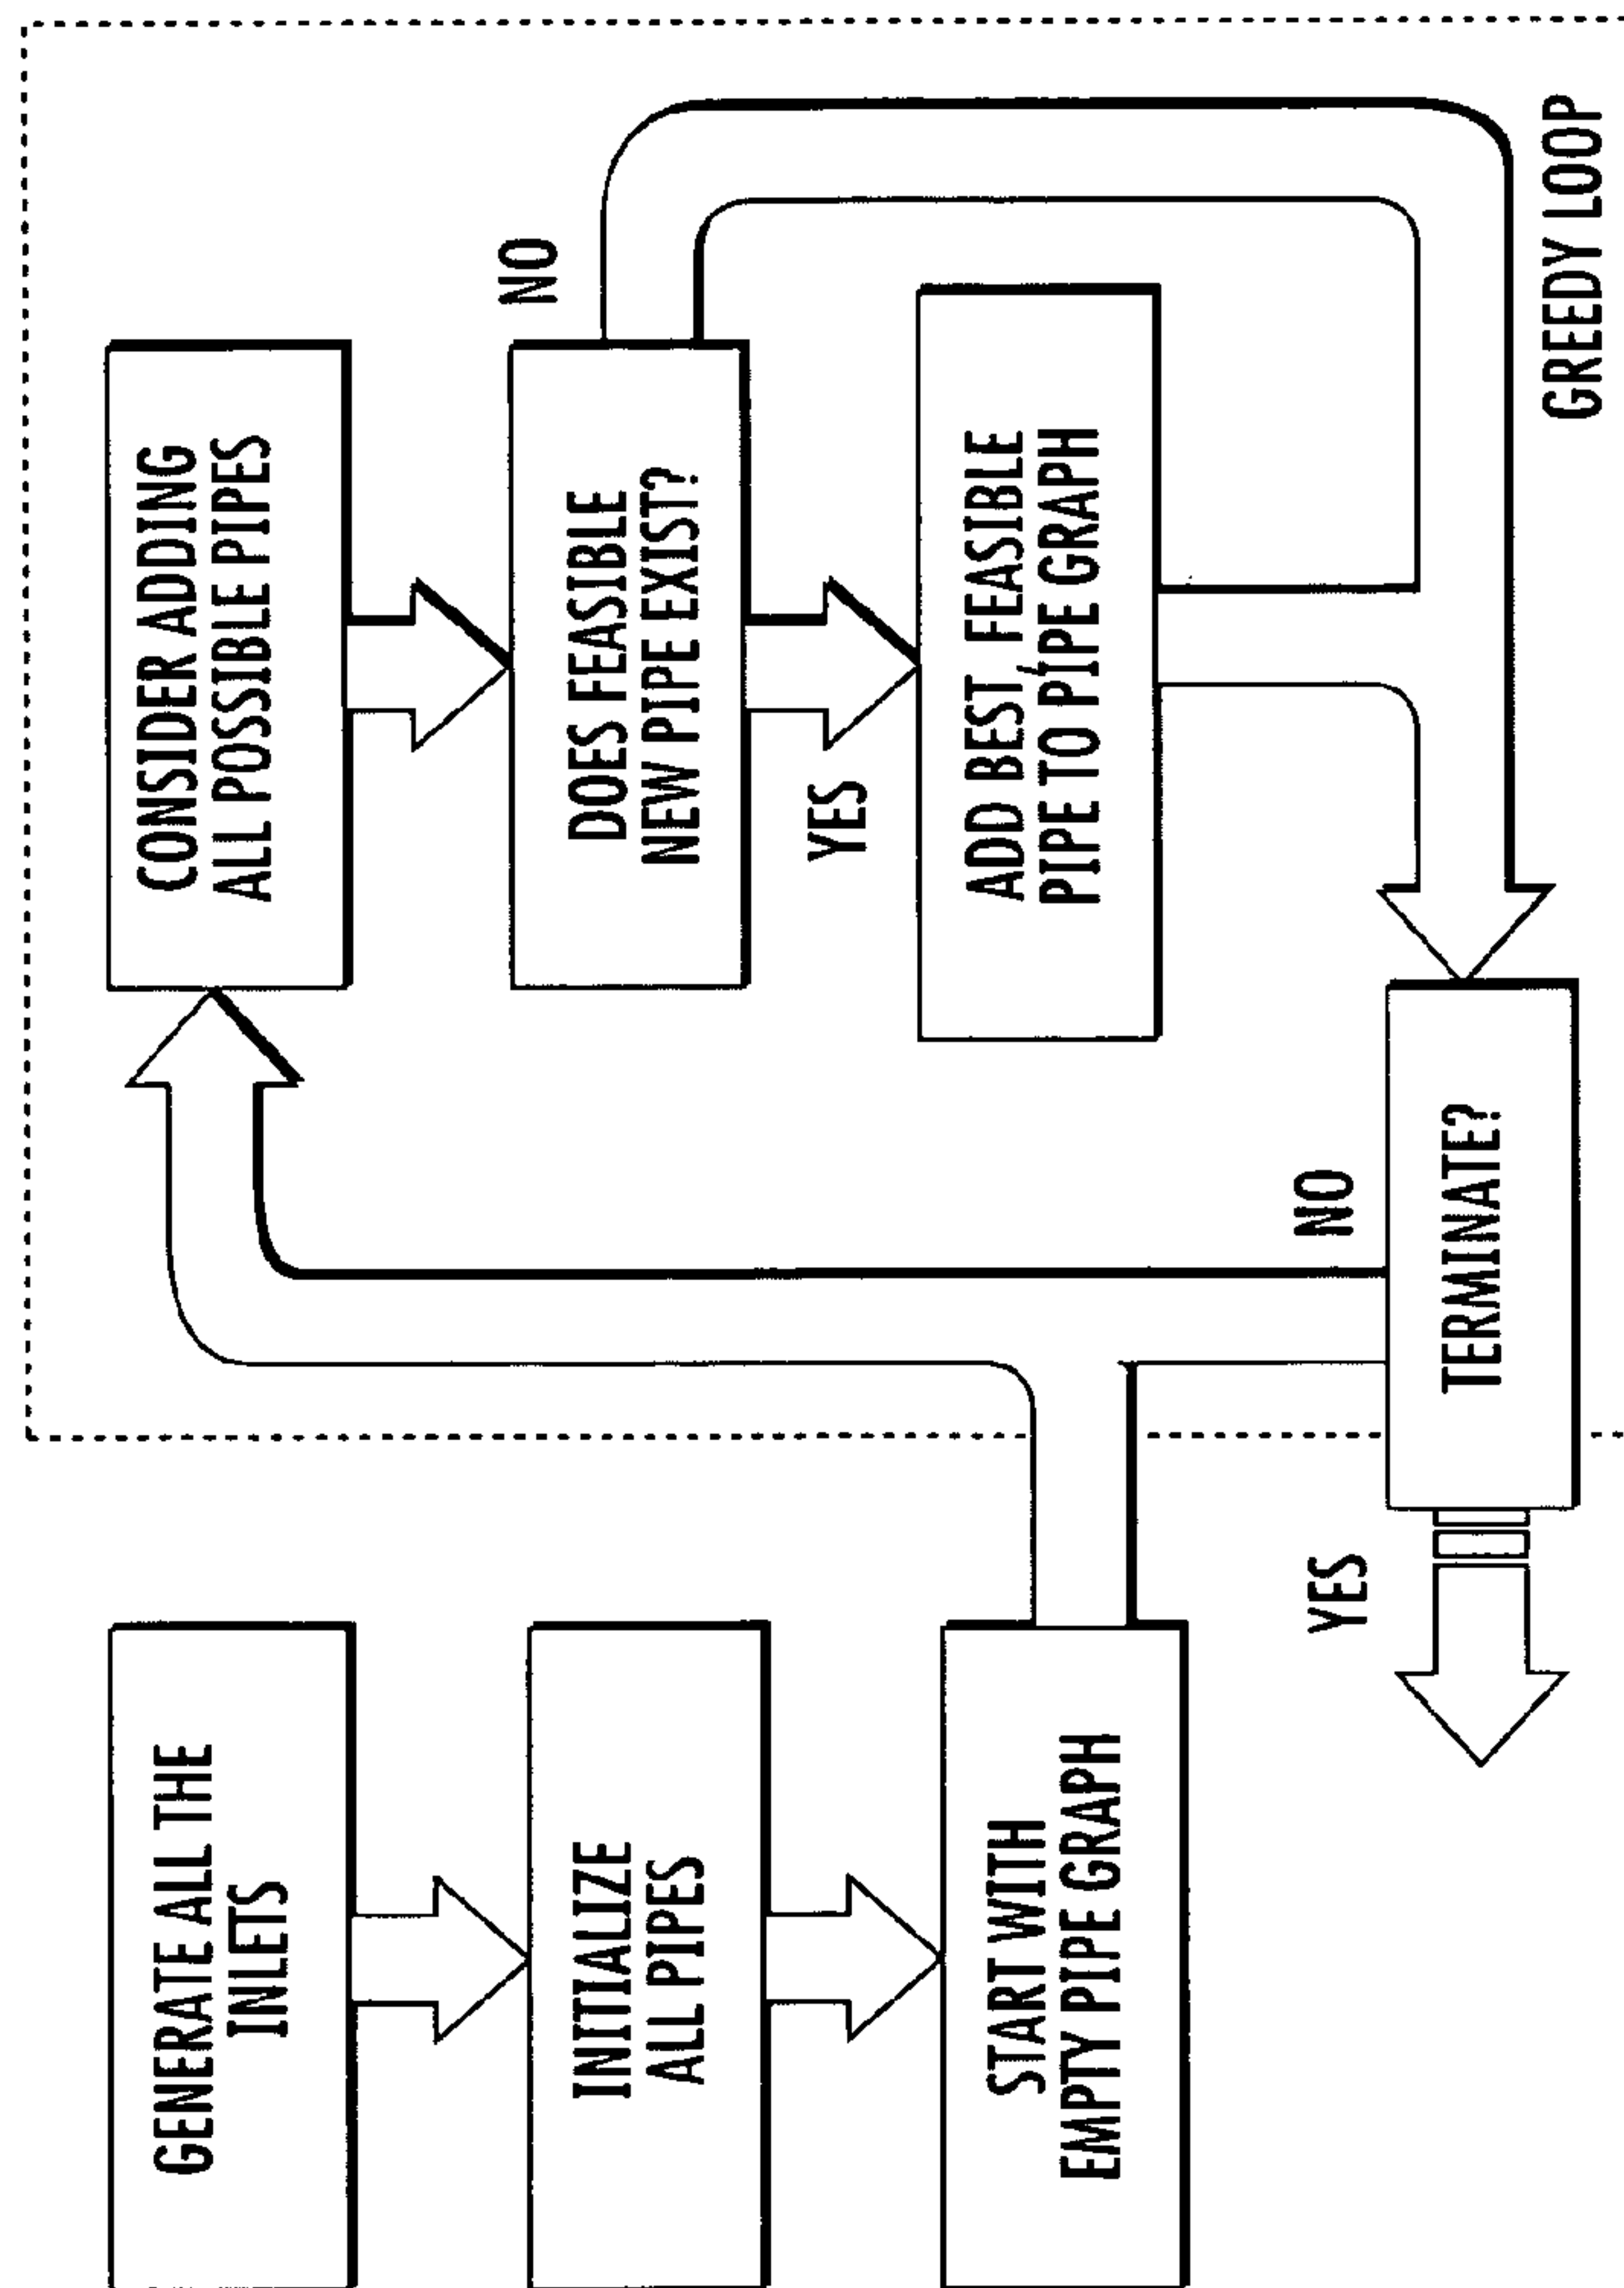 GENERATE ALL THE
INLETS
INITIALIZE
ALL PIPES
START WITH
EMPTY PIPE GRAPH
CONSIDER ADDING
ALL POSSIBLE PIPES
DOES FEASIBLE
NEW PIPE EXIST?
NO
YES
ADD BEST FEASIBLE
PIPE TO PIPE GRAPH
NO
TERMINATE?
YES
GREEDY LOOP